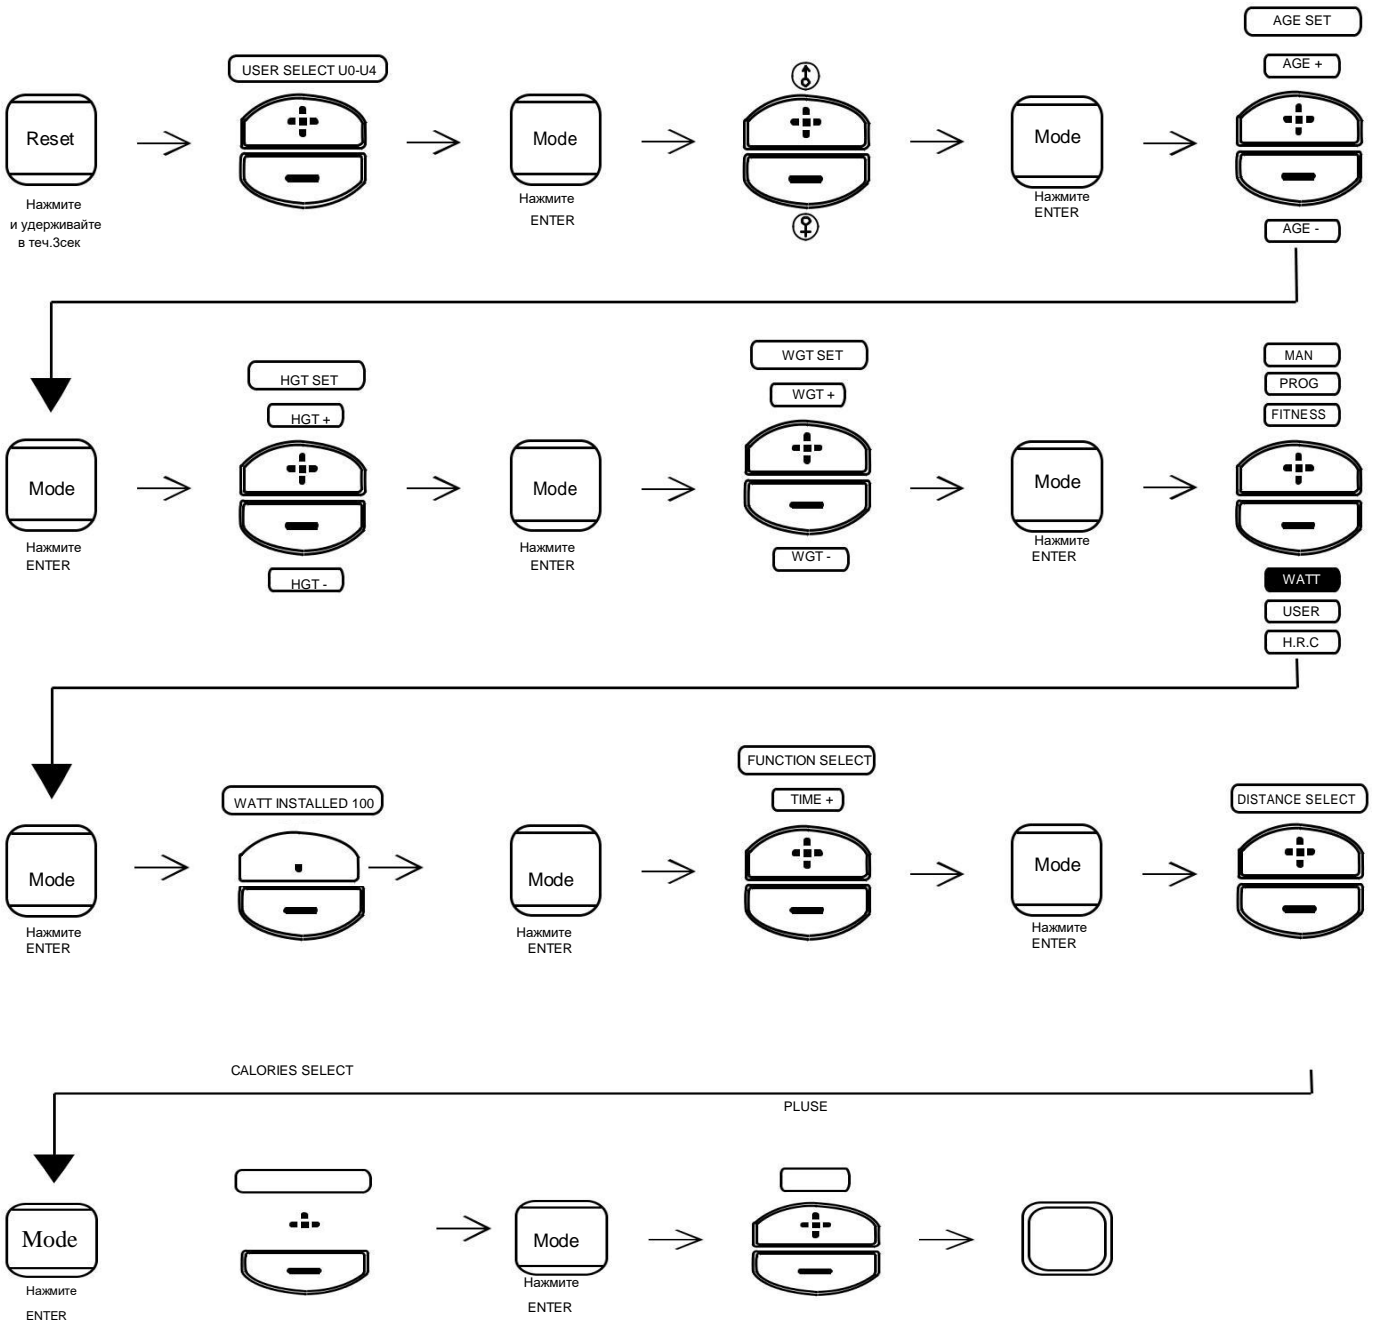 AGE SET
USER SELECT U0-U4
AGE +
Reset
Mode
Mode
Нажмите
и удерживайте
в теч.3сек
Нажмите
ENTER
Нажмите
ENTER
AGE -
HGT SET
WGT SET
MAN
PROG
HGT +
WGT +
FITNESS
Mode
Mode
Mode
Нажмите
ENTER
HGT -
Нажмите
ENTER
WGT -
Нажмите
ENTER
WATT
USER
H.R.C
FUNCTION SELECT
WATT INSTALLED 100
TIME +
DISTANCE SELECT
Mode
Mode
Mode
Нажмите
ENTER
Нажмите
ENTER
Нажмите
ENTER
CALORIES SELECT
PLUSE
Mode
Mode
Нажмите
ENTER
Нажмите
ENTER